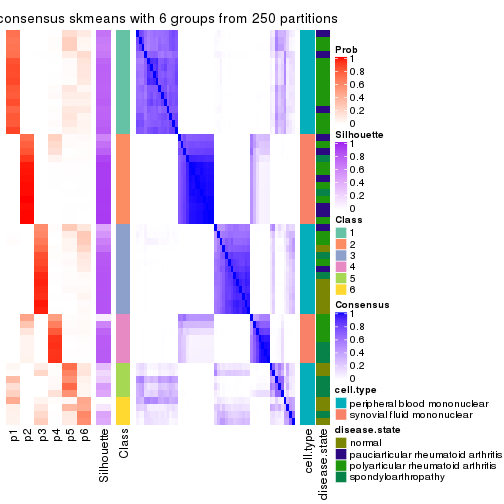 consensus skmeans with 6 groups from 250 partitions
Prob
1
0.8
0.6
0.4
0.2
0
Silhouette
1
0.8
0.6
0.4
0.2
0
Class
1
2
3
4
5
6
Consensus
1
0.8
0.6
0.4
0.2
0
cell.type
peripheral blood mononuclear
synovial fluid mononuclear
disease.state
normal
pauciarticular rheumatoid arthritis
polyarticular rheumatoid arthritis
spondyloarthropathy
p1
p2
p3
p4
p5
p6
Silhouette
Class
cell.type
disease.state